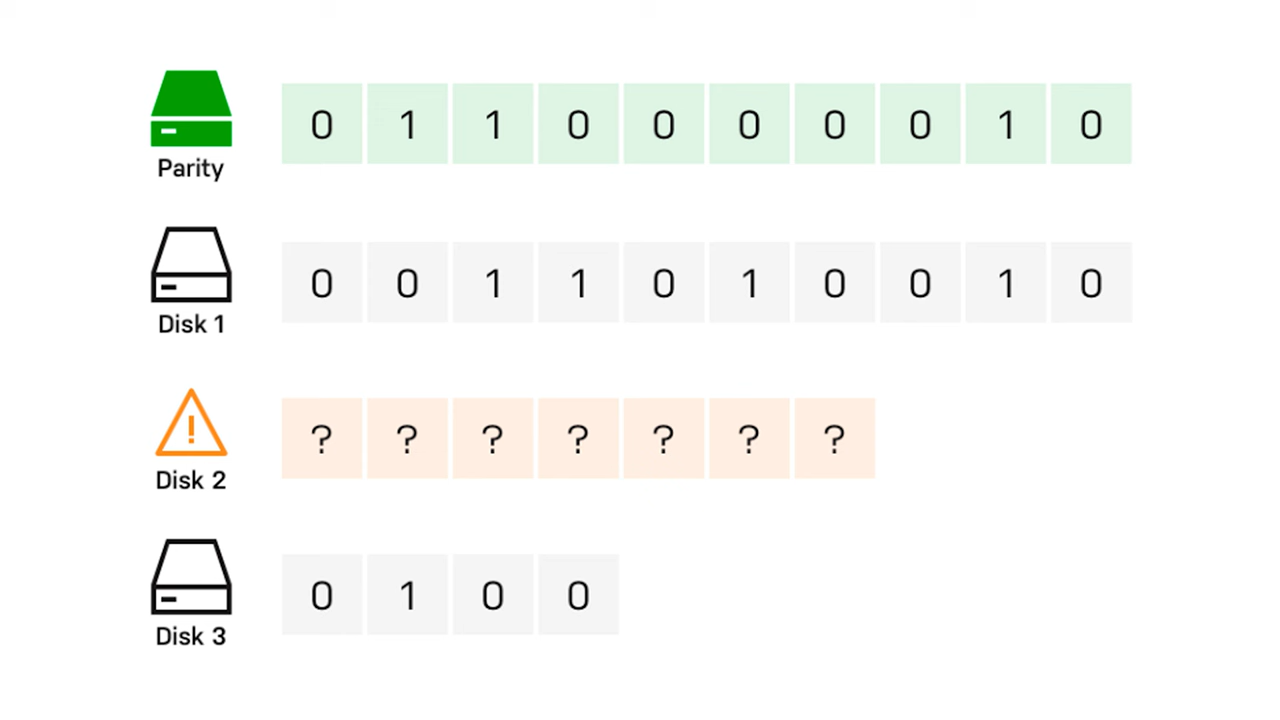 0 1 1 0 0 0 0 0 1 0
Parity
0 0 1 1 0 1 0 0 1 0
Disk 1
!
? ? ? ? ? ? ?
Disk 2
0 1 0 0
Disk 3